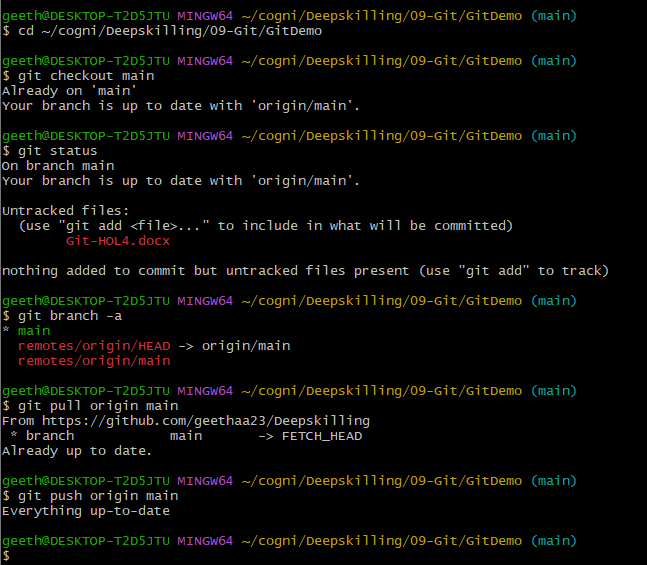 geeth@DESKTOP-T2D5JTU MINGW64 ~/cogni/Deepskilling/09-Git/GitDemo (main)
$ cd ~/cogni/Deepskilling/09-Git/GitDemo
geeth@DESKTOP-T2D5JTU MINGW64 ~/cogni/Deepskilling/09-Git/GitDemo (main)
$ git checkout main
Already on 'main'
Your branch is up to date with 'origin/main'.
geeth@DESKTOP-T2D5JTU MINGW64 ~/cogni/Deepskilling/09-Git/GitDemo (main)
$ git status
On branch main
Your branch is up to date with 'origin/main'.
Untracked files:
  (use "git add <file>..." to include in what will be committed)
        Git-HOL4.docx
nothing added to commit but untracked files present (use "git add" to track)
geeth@DESKTOP-T2D5JTU MINGW64 ~/cogni/Deepskilling/09-Git/GitDemo (main)
$ git branch -a
* main
  remotes/origin/HEAD -> origin/main
  remotes/origin/main
geeth@DESKTOP-T2D5JTU MINGW64 ~/cogni/Deepskilling/09-Git/GitDemo (main)
$ git pull origin main
From https://github.com/geethaa23/Deepskilling
 * branch            main       -> FETCH_HEAD
Already up to date.
geeth@DESKTOP-T2D5JTU MINGW64 ~/cogni/Deepskilling/09-Git/GitDemo (main)
$ git push origin main
Everything up-to-date
geeth@DESKTOP-T2D5JTU MINGW64 ~/cogni/Deepskilling/09-Git/GitDemo (main)
$